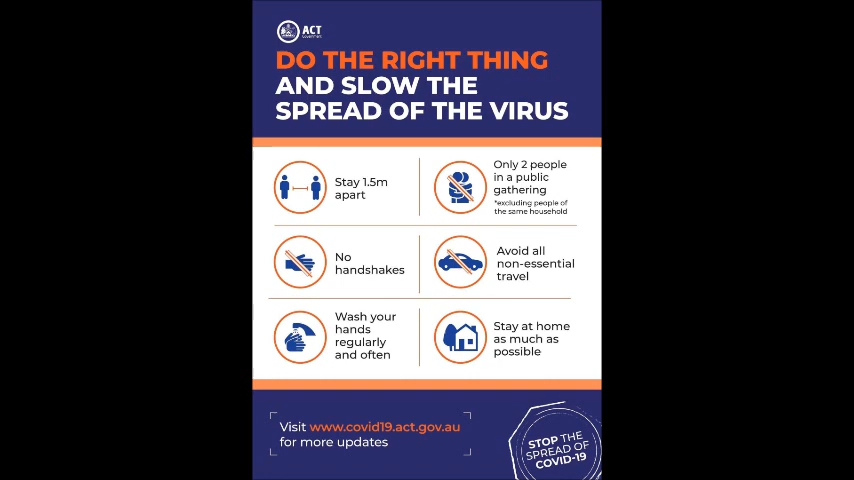 ACT
DO THE RIGHT THING
AND SLOW THE
SPREAD OF THE VIRUS
Stay 1.5m
apart
Only 2 people
in a public
gathering
*excluding people of
the same household
No
handshakes
Avoid all
non-essential
travel
Wash your
hands
regularly
and often
Stay at home
as much as
possible
Visit www.covid19.act.gov.au
for more updates
STOP THE
SPREAD OF
COVID-19